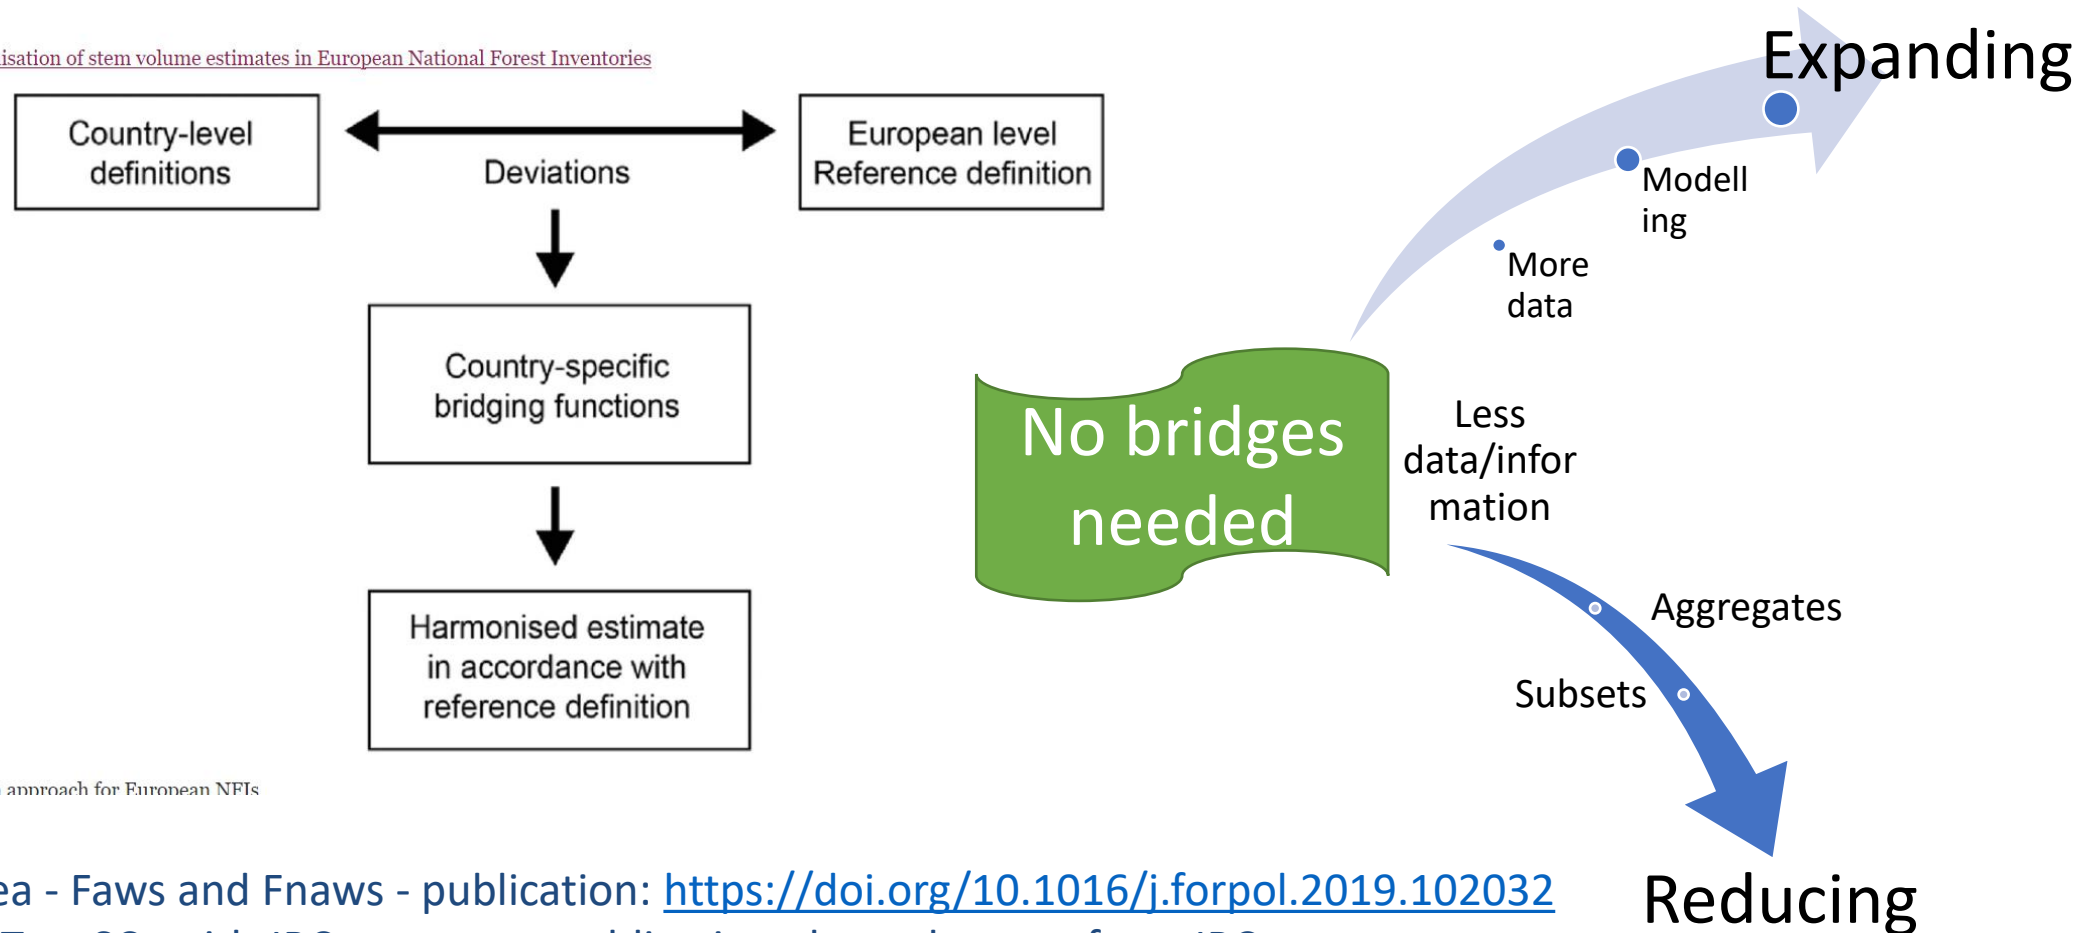 isation of stem volume estimates in European National Forest Inventories
Country-level
definitions
Deviations
European level
Reference definition
Country-specific
bridging functions
Harmonised estimate
in accordance with
reference definition
approach for European NFIs
Expanding
Modell
ing
More
data
No bridges
needed
Less
data/infor
mation
Aggregates
Subsets
Reducing
ea - Faws and Fnaws - publication: https://doi.org/10.1016/j.forpol.2019.102032